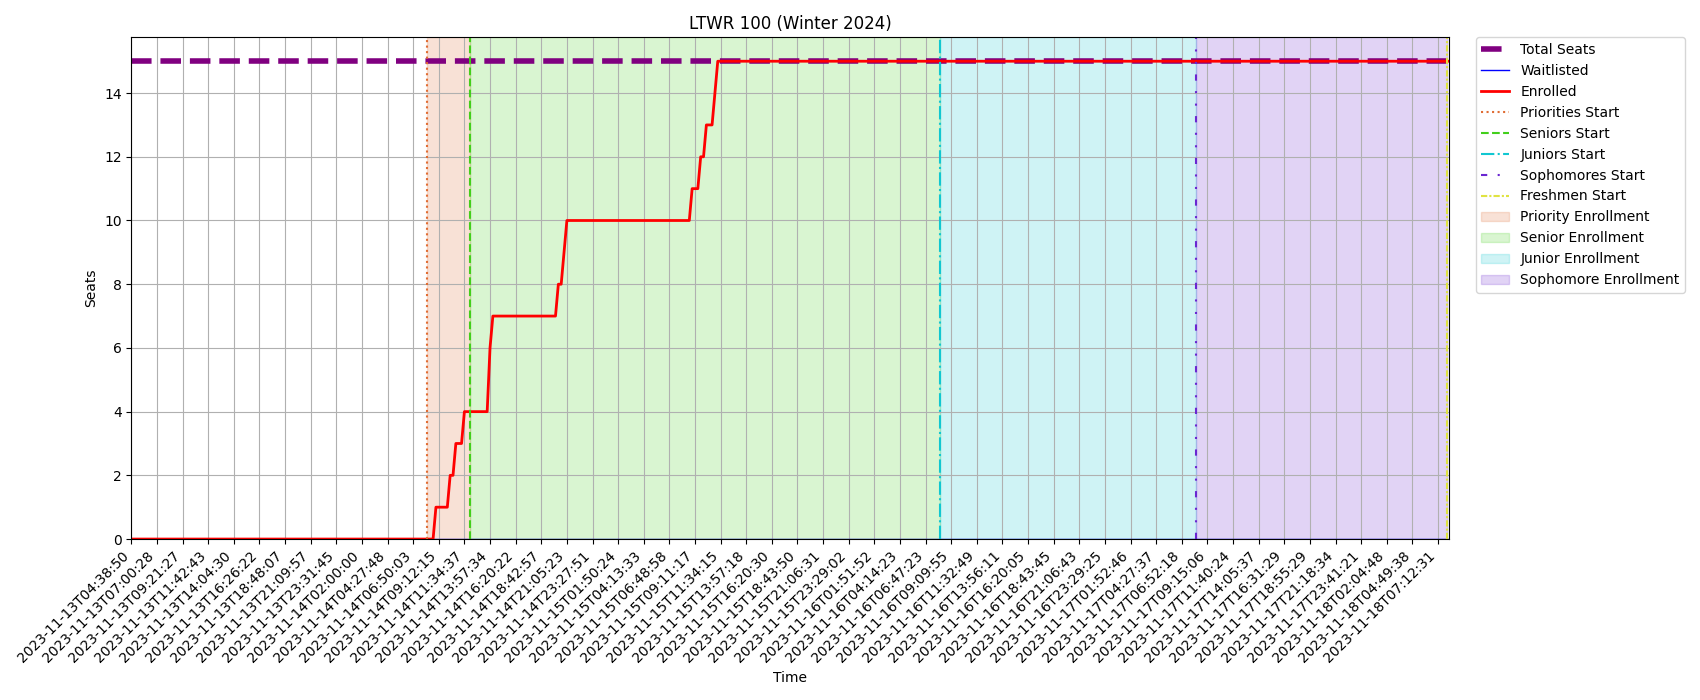 LTWR 100 (Winter 2024)
Total Seats
Waitlisted
Enrolled
Priorities Start
Seniors Start
Juniors Start
Sophomores Start
Freshmen Start
Priority Enrollment
Senior Enrollment
Junior Enrollment
Sophomore Enrollment
Seats
14
12
10
8
6
4
2
0
2023-11-13T04:38:50
2023-11-13T07:00:28
2023-11-13T09:21:27
2023-11-13T11:42:43
2023-11-13T14:04:30
2023-11-13T16:26:22
2023-11-13T18:48:07
2023-11-13T21:09:57
2023-11-13T23:31:45
2023-11-14T02:00:00
2023-11-14T04:27:48
2023-11-14T06:50:03
2023-11-14T09:12:15
2023-11-14T11:34:37
2023-11-14T13:57:34
2023-11-14T16:20:22
2023-11-14T18:42:57
2023-11-14T21:05:23
2023-11-14T23:27:51
2023-11-15T01:50:24
2023-11-15T04:13:33
2023-11-15T06:48:58
2023-11-15T09:11:17
2023-11-15T11:34:15
2023-11-15T13:57:18
2023-11-15T16:20:30
2023-11-15T18:43:50
2023-11-15T21:06:31
2023-11-15T23:29:02
2023-11-16T01:51:52
2023-11-16T04:14:23
2023-11-16T06:47:23
2023-11-16T09:09:55
2023-11-16T11:32:49
2023-11-16T13:56:11
2023-11-16T16:20:05
2023-11-16T18:43:45
2023-11-16T21:06:43
2023-11-16T23:29:25
2023-11-17T01:52:46
2023-11-17T04:27:37
2023-11-17T06:52:18
2023-11-17T09:15:06
2023-11-17T11:40:24
2023-11-17T14:05:37
2023-11-17T16:31:29
2023-11-17T18:55:29
2023-11-17T21:18:34
2023-11-17T23:41:21
2023-11-18T02:04:48
2023-11-18T04:49:38
2023-11-18T07:12:31
Time